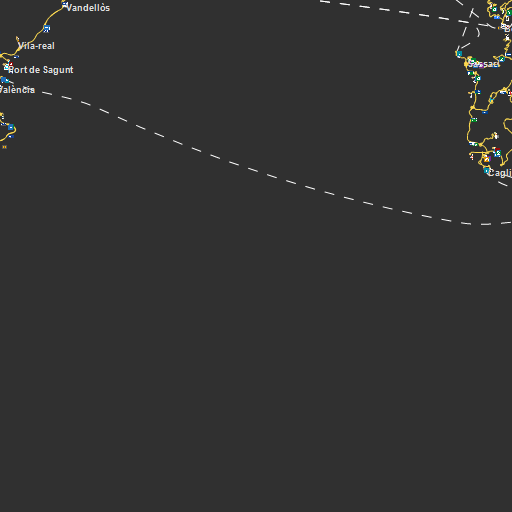 Vandellòs
Vila-real
Sassari
Port de Sagunt
València
Cagli